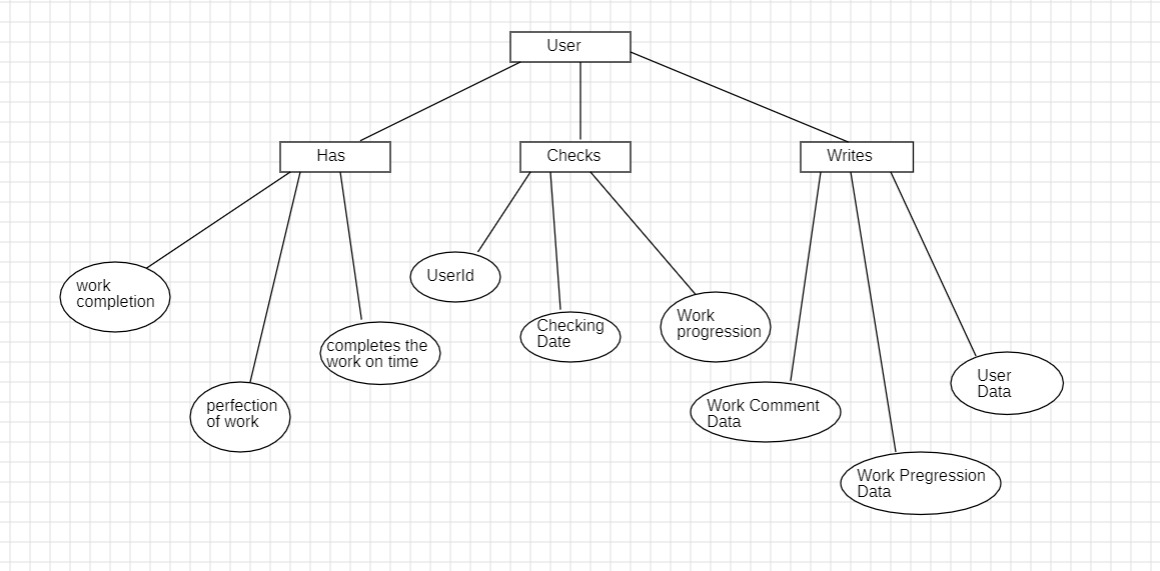 User
Has
Checks
Writes
work
completion
perfection
of work
completes the
work on time
UserId
Checking
Date
Work
progression
Work Comment
Data
Work Pregression
Data
User
Data